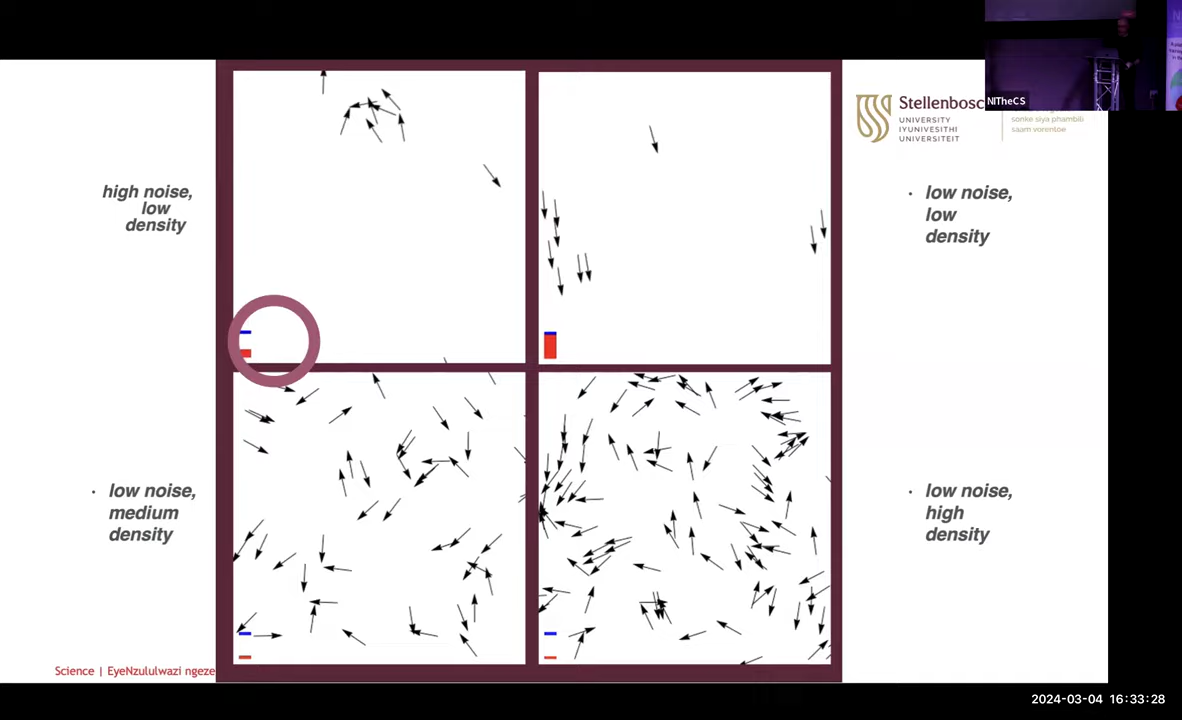 Stellenbosc
NITheCS
UNIVERSITY
IYUNIVESITHI
UNIVERSITEIT
sonke siya phambili
saam vorentoe
high noise,
low
density
· low noise,
low
density
· low noise,
medium
density
· low noise,
high
density
Science | EyeNzululwazi ngeze
2024-03-04 16:33:28